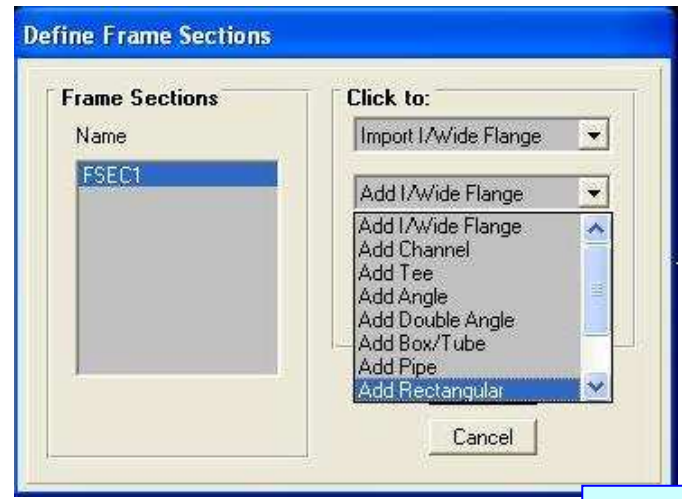 Define Frame Sections
Frame Sections
Name
FSEC1
Click to:
Import I/Wide Flange
Add I/Wide Flange
Add I/Wide Flange
Add Channel
Add Tee
Add Angle
Add Double Angle
Add Box/Tube
Add Pipe
Add Rectangular
Cancel